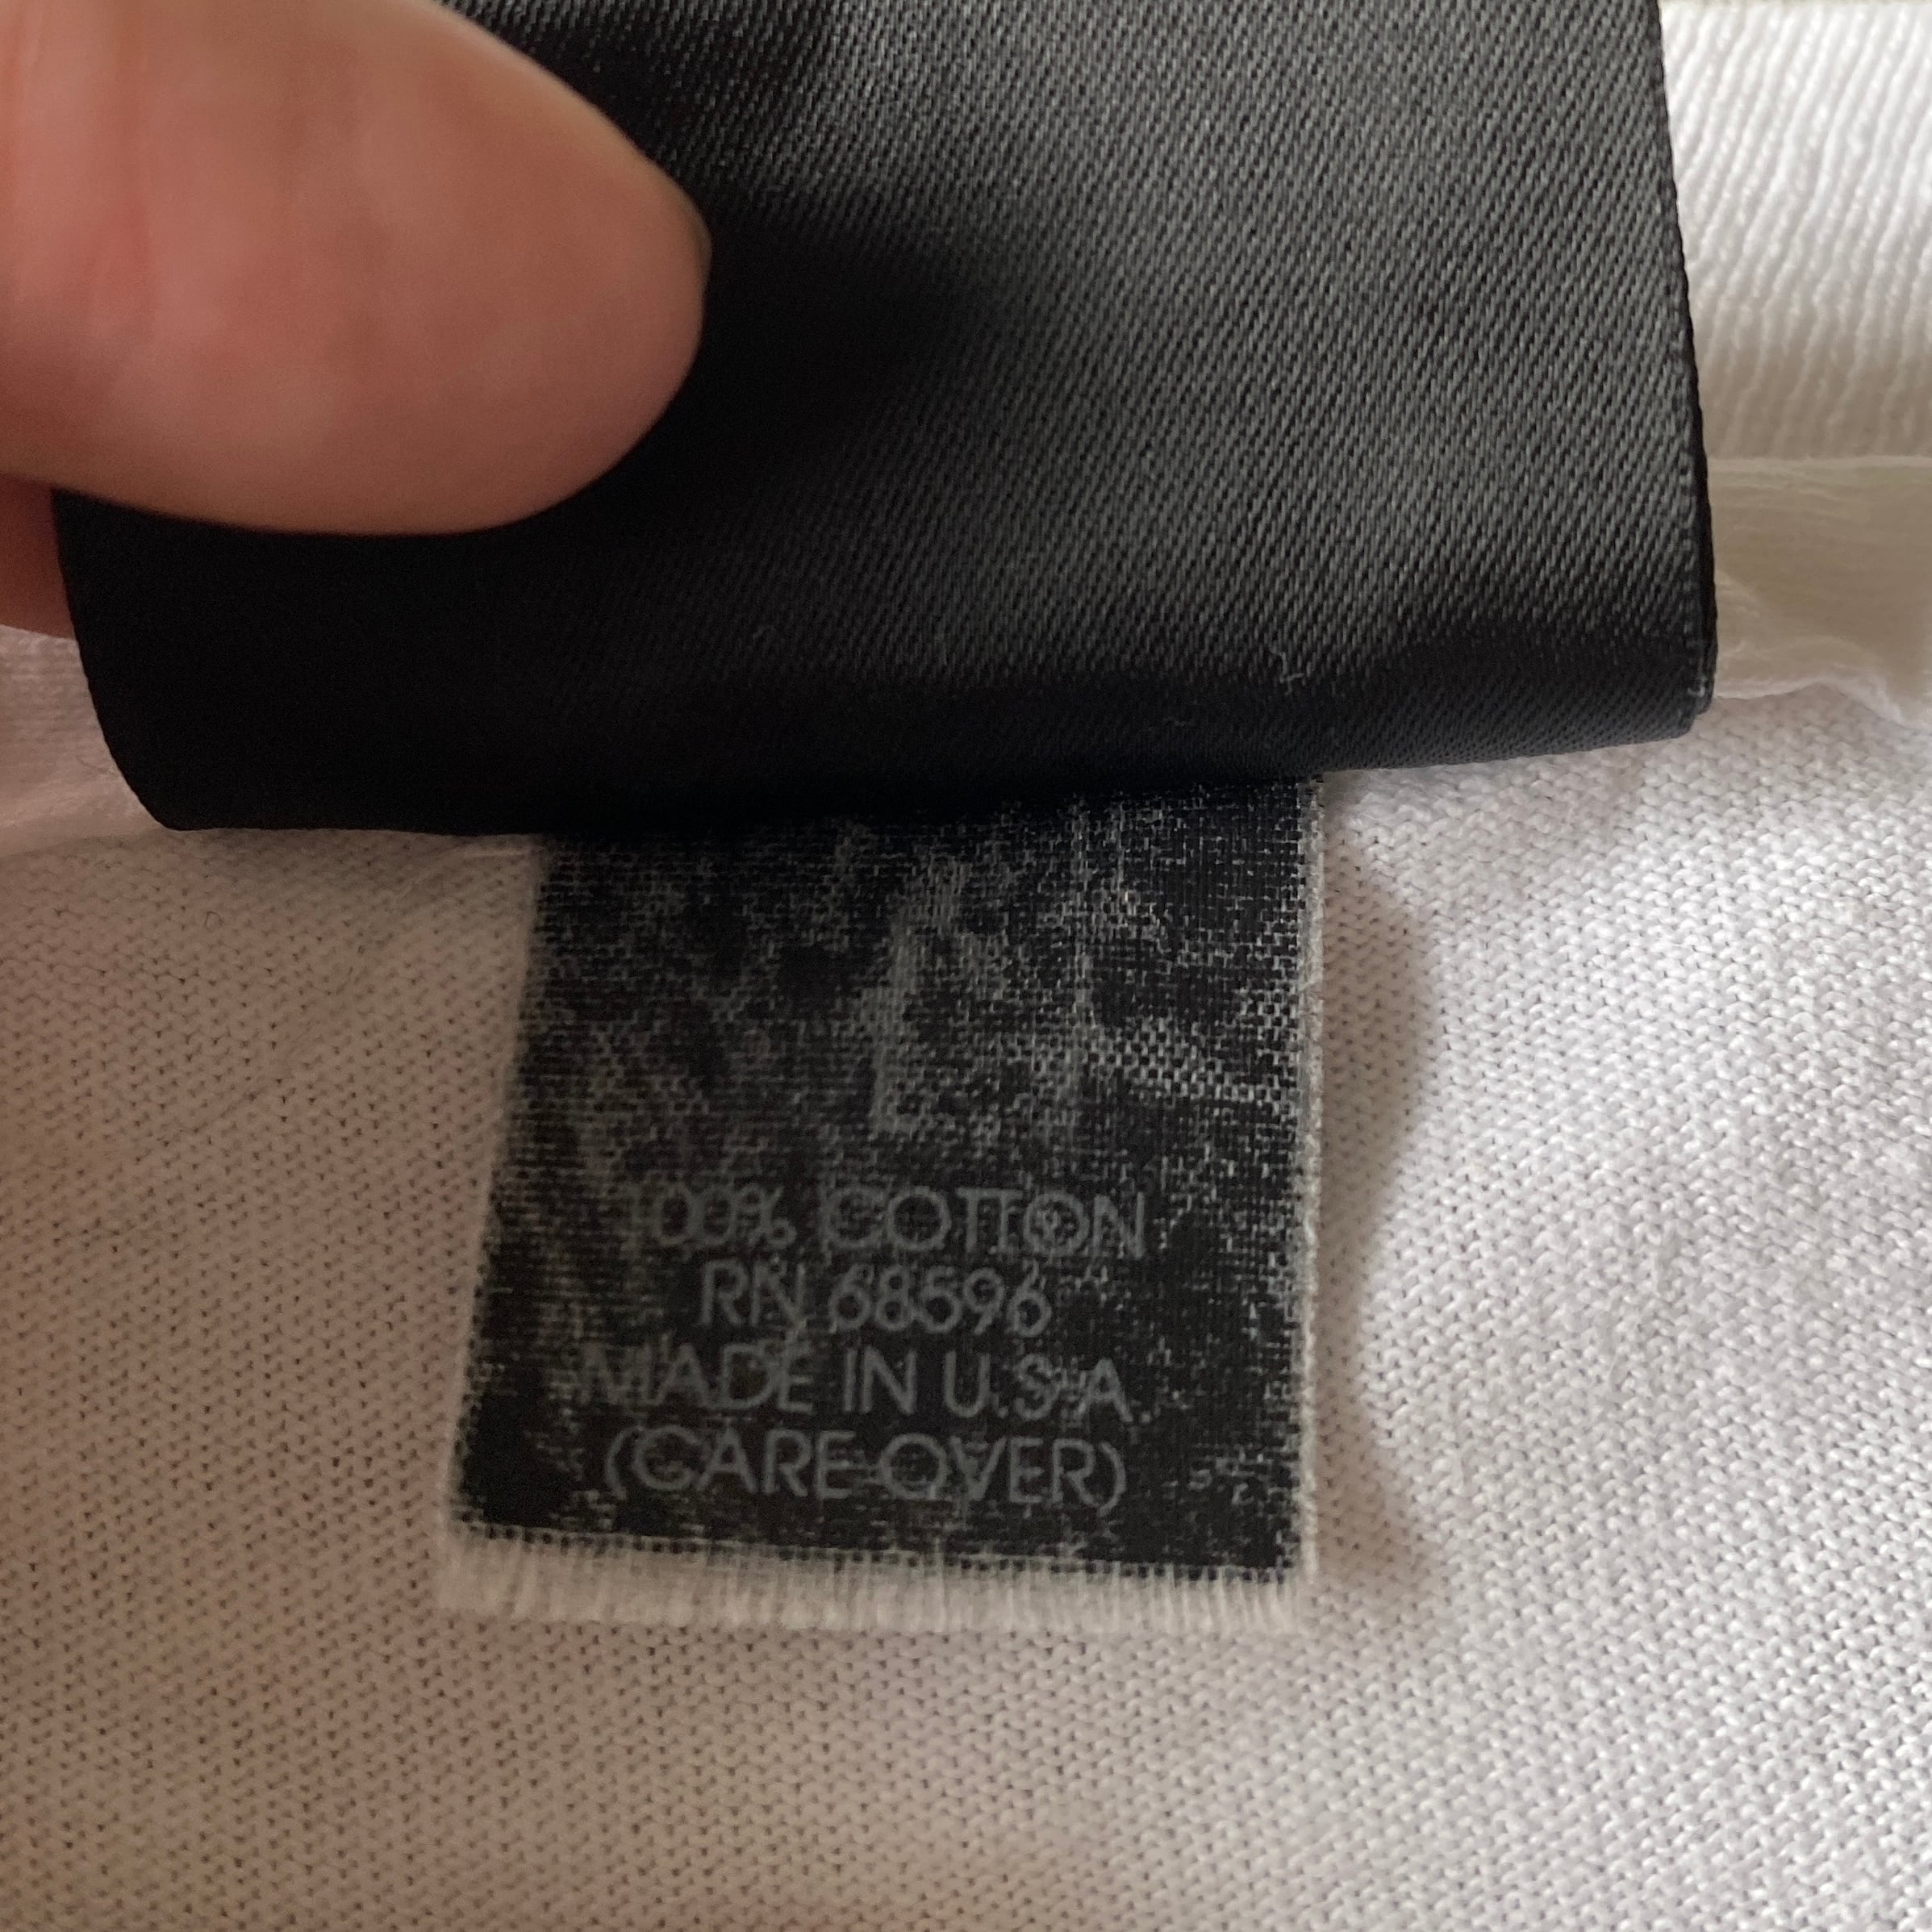 L
100% COTTON
RN 68596
MADE IN U.S.A.
(CARE OVER)